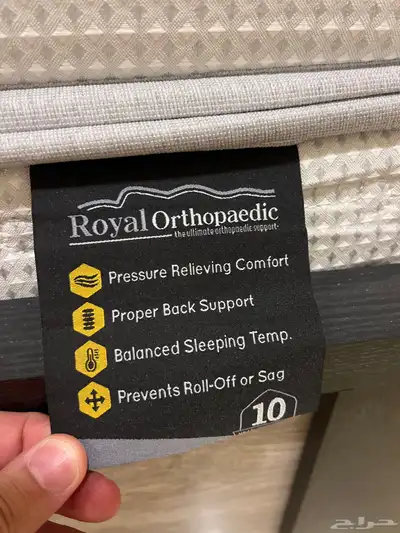 Royal Orthopaedic
the ultimate orthopaedic support
Pressure Relieving Comfort
Proper Back Support
Balanced Sleeping Temp.
Prevents Roll-Off or Sag
10
حراج